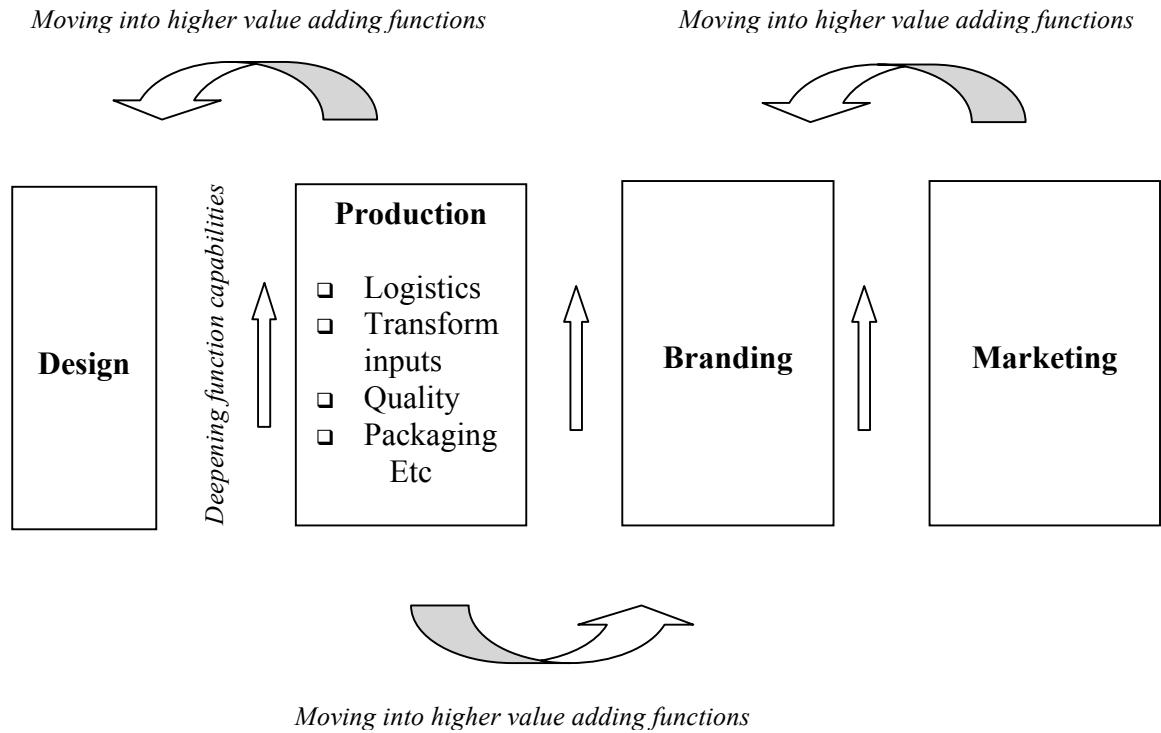 Moving into higher value adding functions
Moving into higher value adding functions
Design
Deepening function capabilities
Production
❑ Logistics
❑ Transform
inputs
❑ Quality
❑ Packaging
Etc
Branding
Marketing
Moving into higher value adding functions